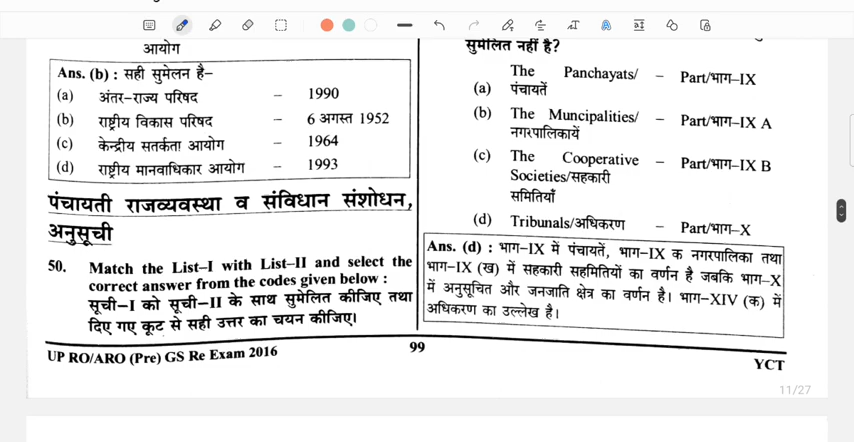 आयोग
Ans. (b) : सही सुमेलन है–
(a) अंतर-राज्य परिषद – 1990
(b) राष्ट्रीय विकास परिषद – 6 अगस्त 1952
(c) केन्द्रीय सतर्कता आयोग – 1964
(d) राष्ट्रीय मानवाधिकार आयोग – 1993
पंचायती राजव्यवस्था व संविधान संशोधन,
अनुसूची
50. Match the List–I with List–II and select the
correct answer from the codes given below :
सूची-I को सूची-II के साथ सुमेलित कीजिए तथा
दिए गए कूट से सही उत्तर का चयन कीजिए।
सुमेलित नहीं है?
(a) The Panchayats/ – Part/भाग–IX
पंचायतें
(b) The Muncipalities/ – Part/भाग–IX A
नगरपालिकायें
(c) The Cooperative – Part/भाग–IX B
Societies/सहकारी
समितियाँ
(d) Tribunals/अधिकरण – Part/भाग–X
Ans. (d) : भाग-IX में पंचायतें, भाग-IX क नगरपालिका तथा
भाग-IX (ख) में सहकारी सहमितियों का वर्णन है जबकि भाग-X
में अनुसूचित और जनजाति क्षेत्र का वर्णन है। भाग-XIV (क) में
अधिकरण का उल्लेख है।
UP RO/ARO (Pre) GS Re Exam 2016
99
YCT
11/27